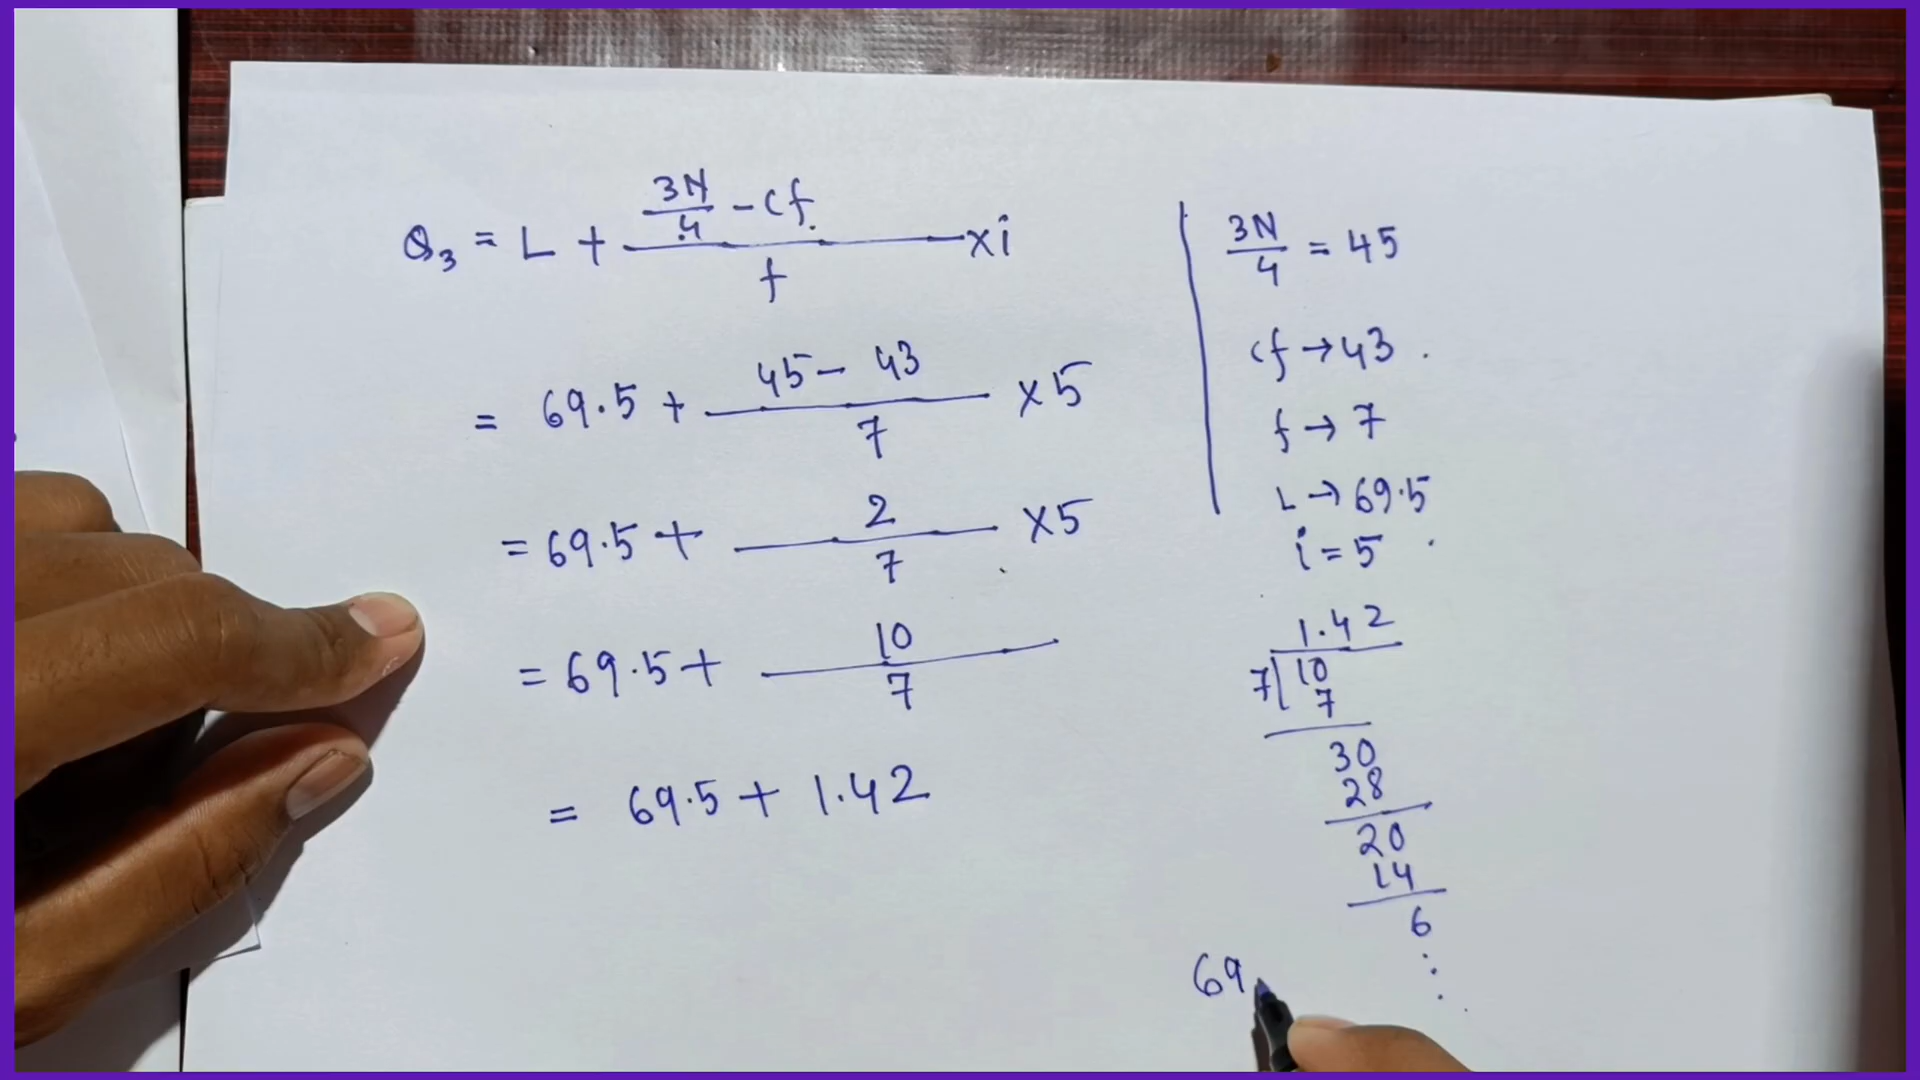 Q₃ = L + (3N/4 - cf)/f × i
= 69.5 + (45 - 43)/7 × 5
= 69.5 + 2/7 × 5
= 69.5 + 10/7
= 69.5 + 1.42
3N/4 = 45
cf → 43
f → 7
L → 69.5
i = 5
1.42
7 10
7
30
28
20
14
6
69